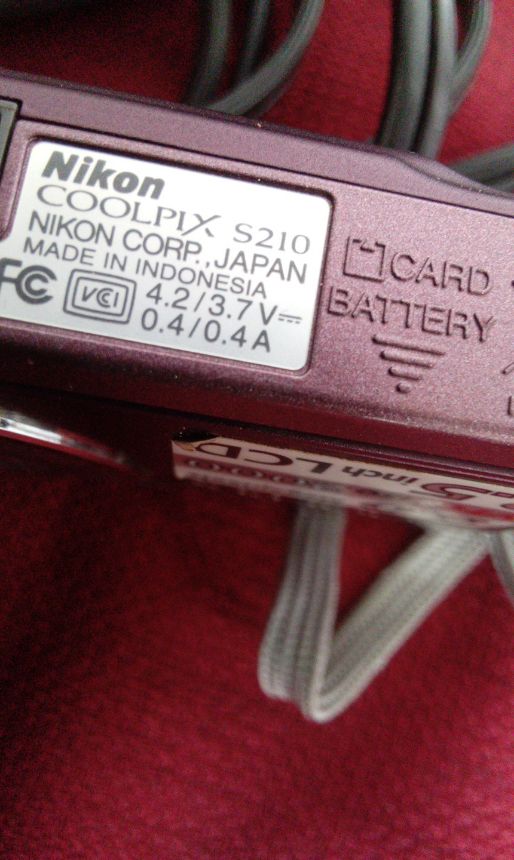 Nikon
COOLPIX S210
NIKON CORP., JAPAN
MADE IN INDONESIA
FC VCI 4.2/3.7V⎓
0.4/0.4A
CARD
BATTERY
5 inch LCD